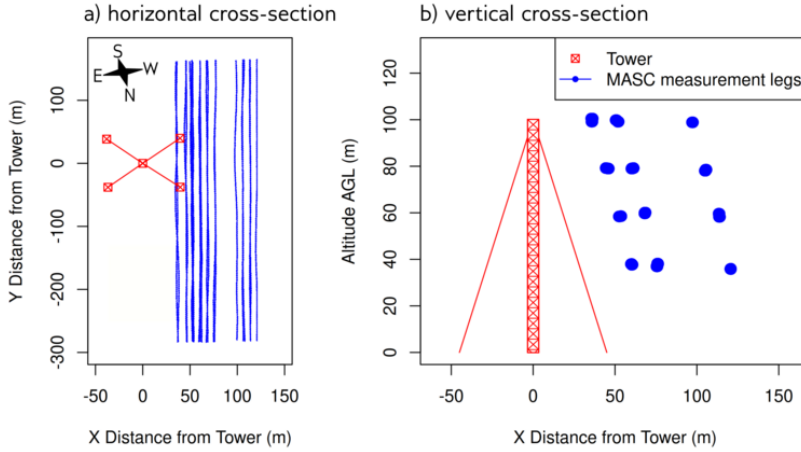 a) horizontal cross-section
S
E W
N
Y Distance from Tower (m)
100
0
-100
-200
-300
-50 0 50 100 150
X Distance from Tower (m)
b) vertical cross-section
Tower
MASC measurement legs
Altitude AGL (m)
120
100
80
60
40
20
0
-50 0 50 100 150
X Distance from Tower (m)